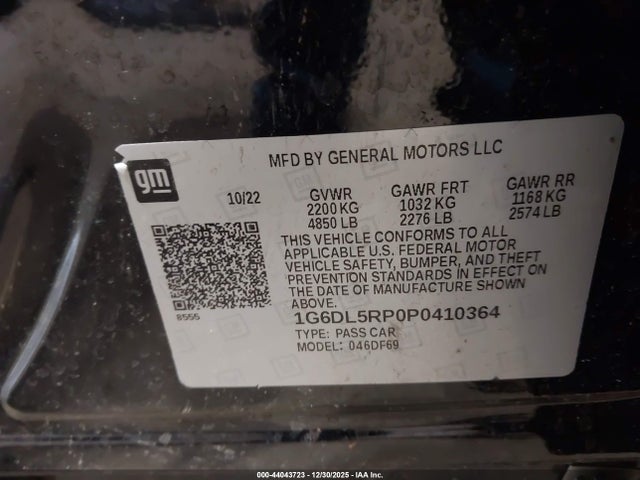 MFD BY GENERAL MOTORS LLC
gm
10/22 GVWR GAWR FRT GAWR RR
2200 KG 1032 KG 1168 KG
4850 LB 2276 LB 2574 LB
THIS VEHICLE CONFORMS TO ALL
APPLICABLE U.S. FEDERAL MOTOR
VEHICLE SAFETY, BUMPER, AND THEFT
PREVENTION STANDARDS IN EFFECT ON
THE DATE OF MANUFACTURE SHOWN
ABOVE.
8555
1G6DL5RP0P0410364
TYPE: PASS CAR
MODEL: 046DF69
000-44043723 — 12/30/2025 — IAA Inc.